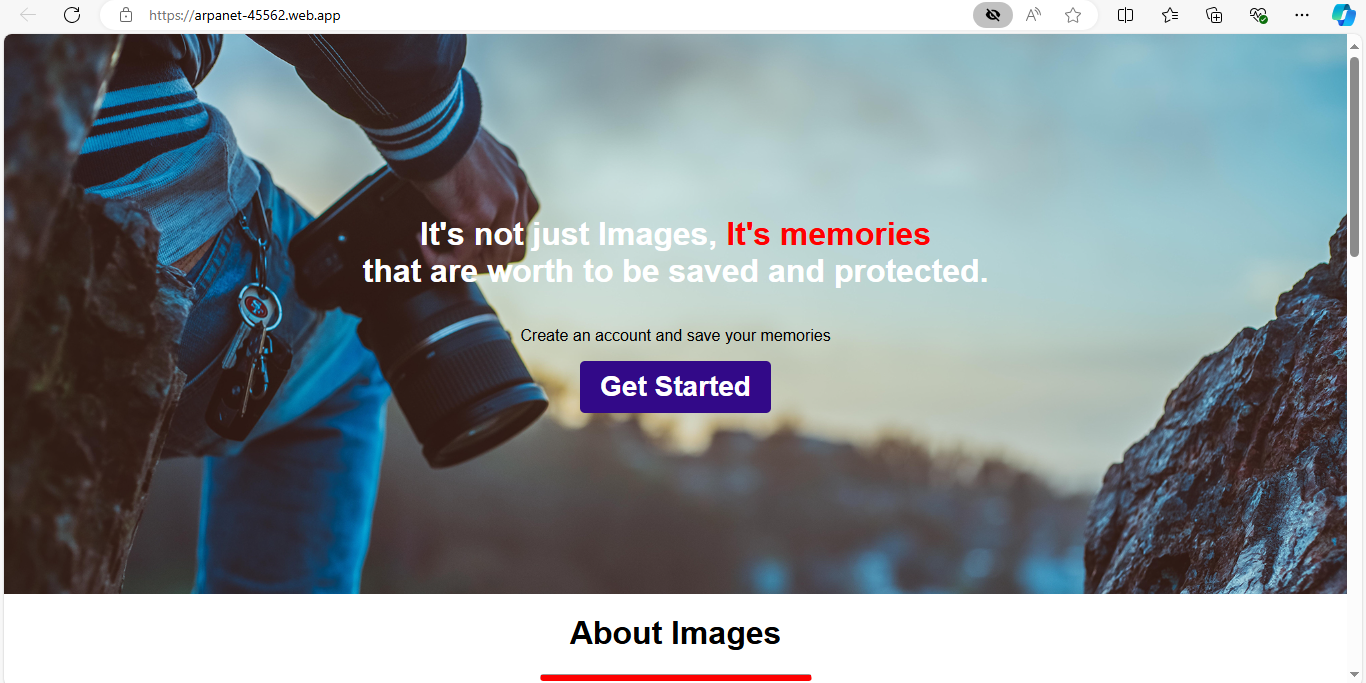 https://arpanet-45562.web.app
It's not just Images, It's memories
that are worth to be saved and protected.
Create an account and save your memories
Get Started
About Images